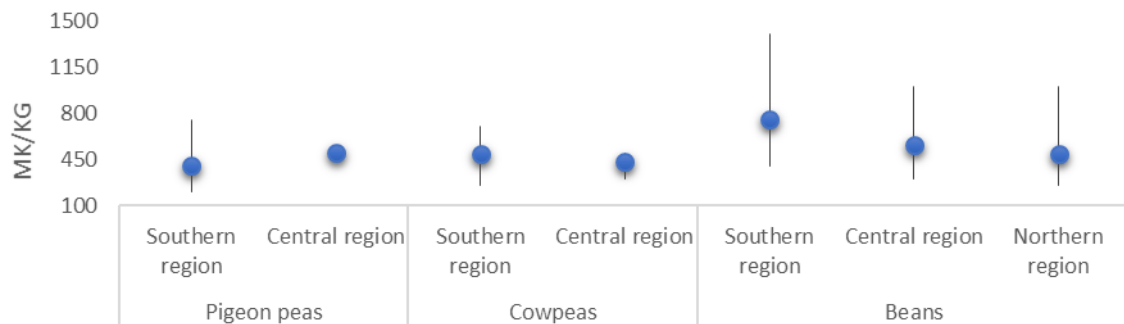 1500
1150
800
450
100
MK/KG
Southern
region
Central region
Southern
region
Central region
Southern
region
Central region
Northern
region
Pigeon peas
Cowpeas
Beans